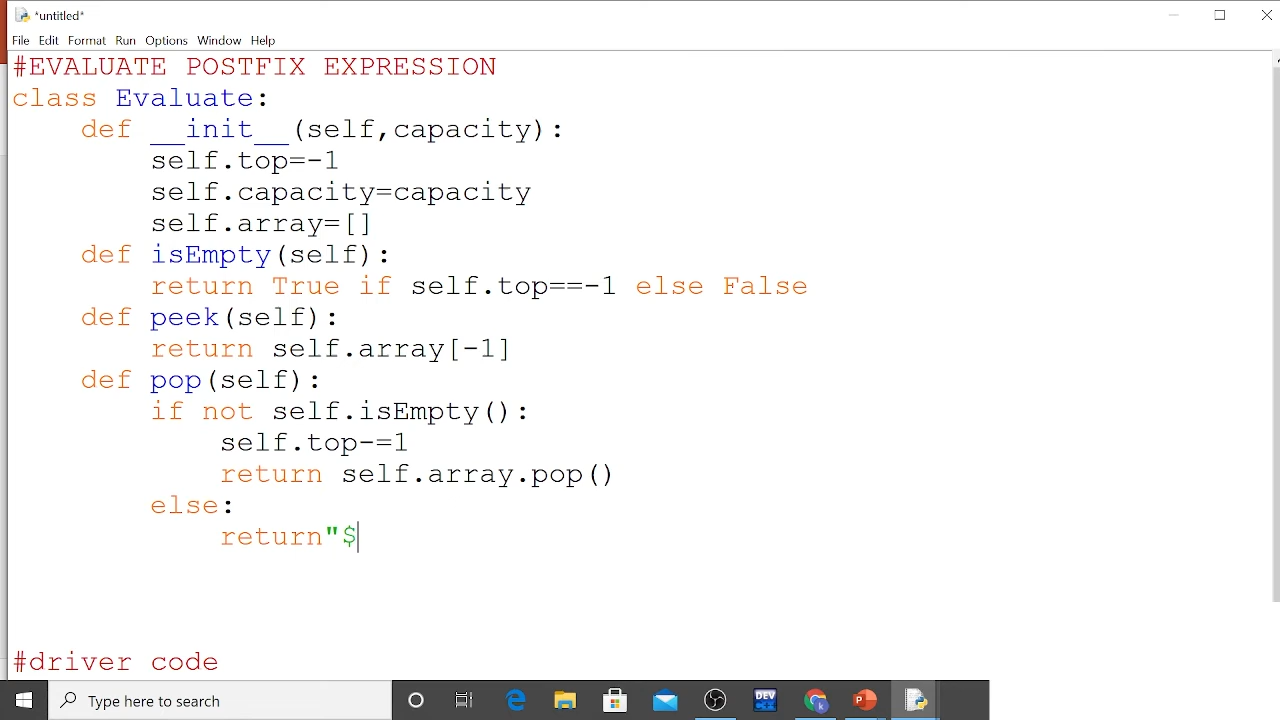 *untitled*
File Edit Format Run Options Window Help
#EVALUATE POSTFIX EXPRESSION
class Evaluate:
    def __init__(self,capacity):
        self.top=-1
        self.capacity=capacity
        self.array=[]
    def isEmpty(self):
        return True if self.top==-1 else False
    def peek(self):
        return self.array[-1]
    def pop(self):
        if not self.isEmpty():
            self.top-=1
            return self.array.pop()
        else:
            return"$
#driver code
Type here to search
DEV